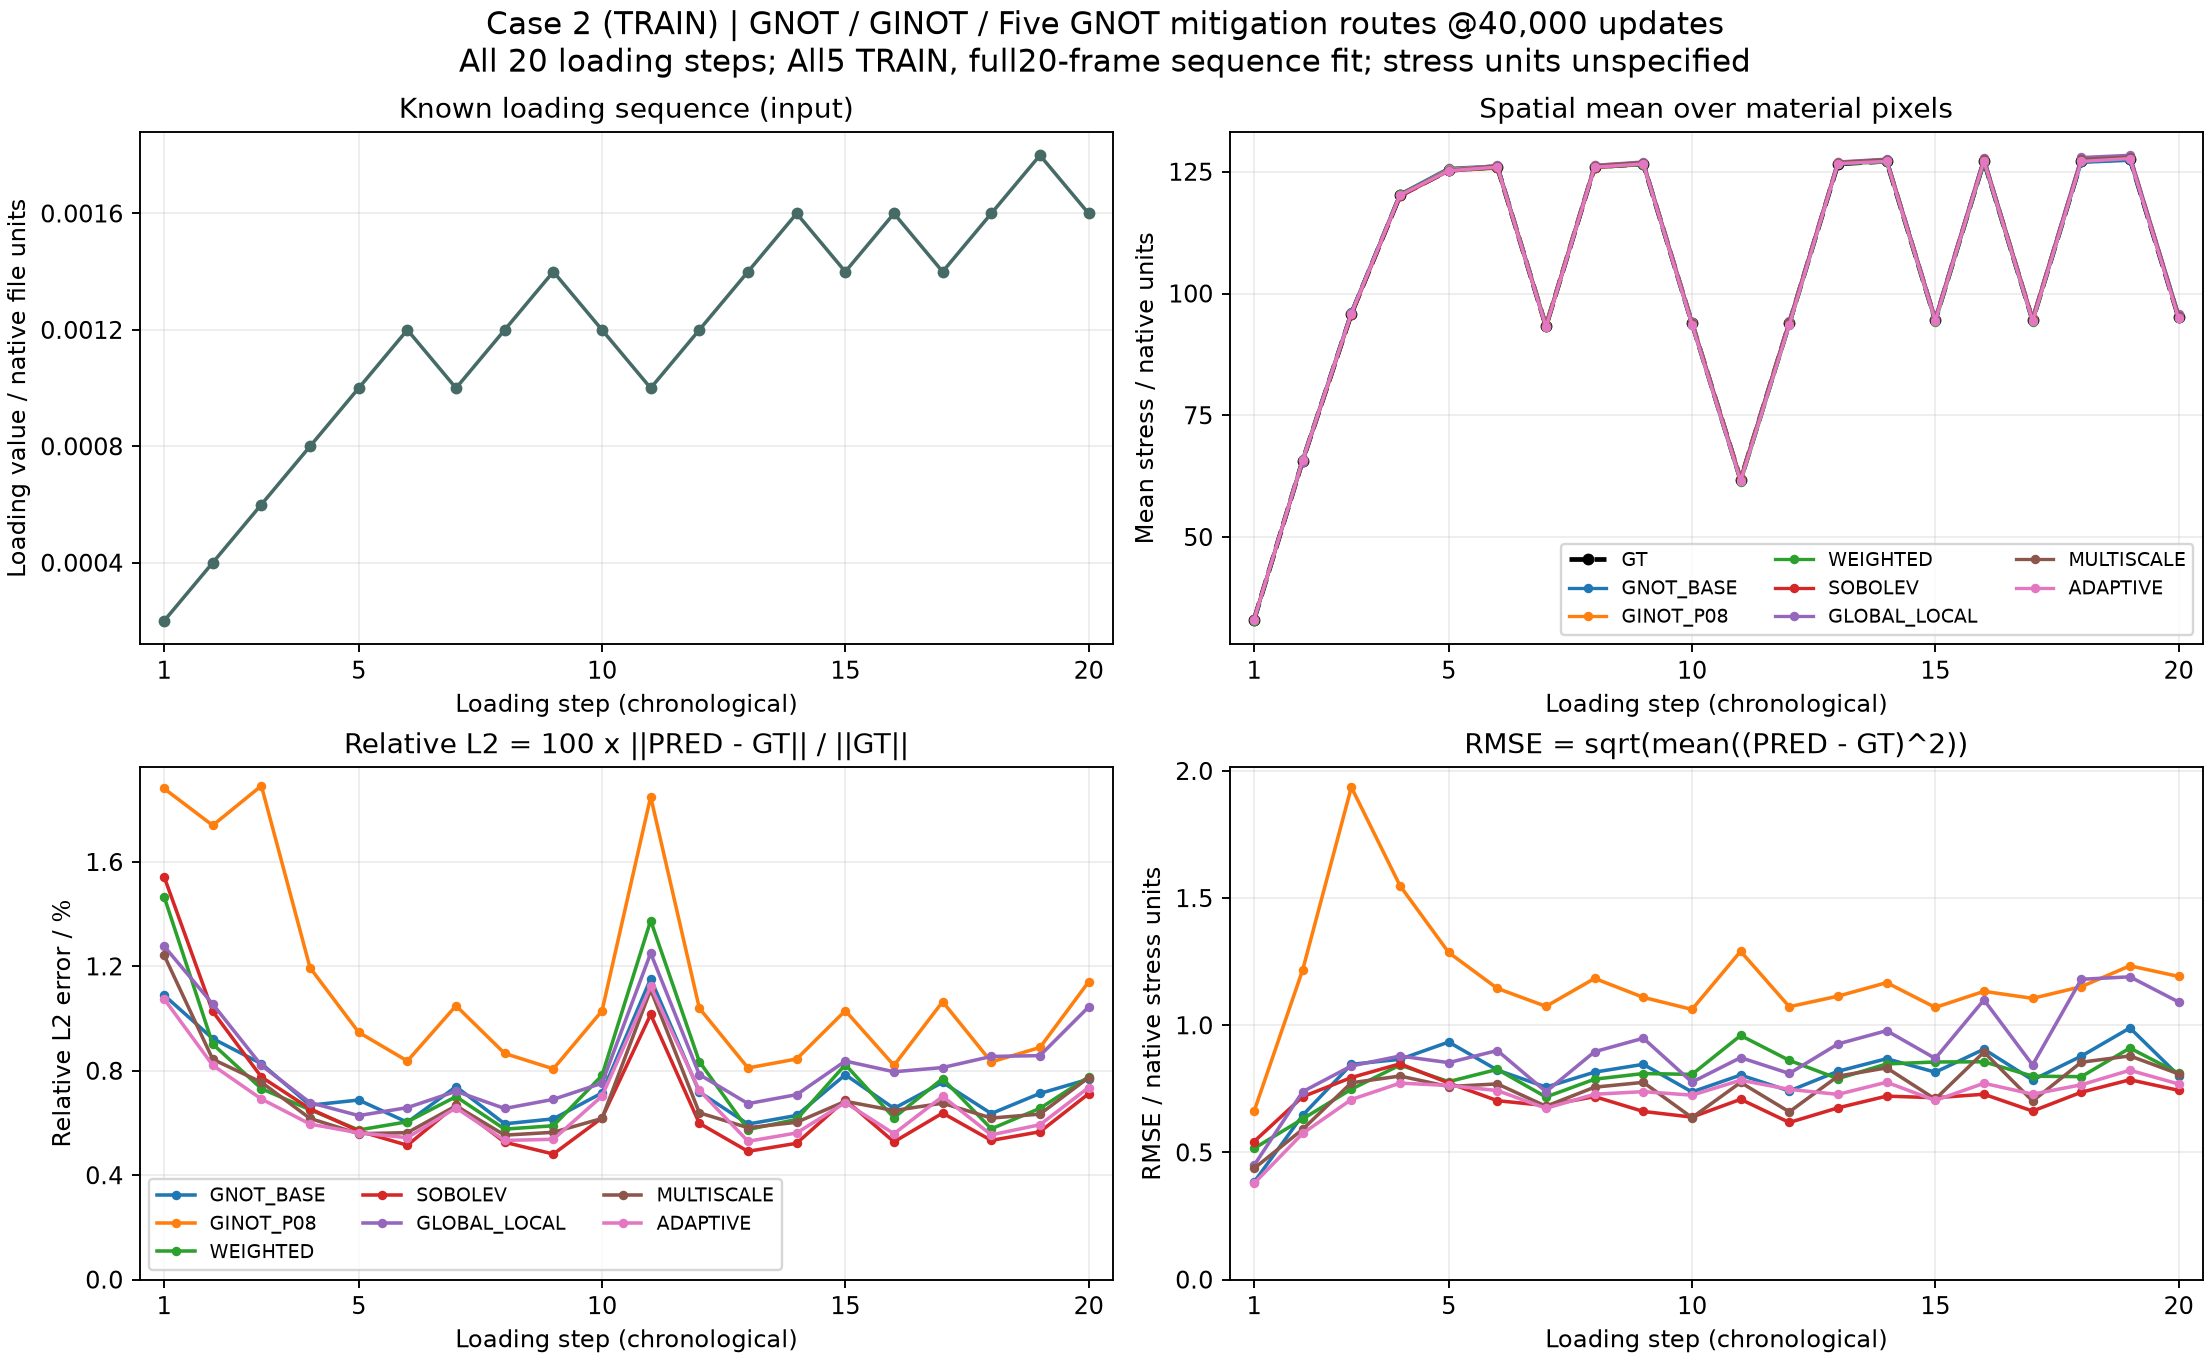 Case 2 (TRAIN) | GNOT / GINOT / Five GNOT mitigation routes @40,000 updates
All 20 loading steps; All5 TRAIN, full20-frame sequence fit; stress units unspecified
Known loading sequence (input)
Loading value / native file units
0.0016
0.0012
0.0008
0.0004
1
5
10
15
20
Loading step (chronological)
Spatial mean over material pixels
Mean stress / native units
125
100
75
50
GT
GNOT_BASE
GINOT_P08
WEIGHTED
SOBOLEV
GLOBAL_LOCAL
MULTISCALE
ADAPTIVE
1
5
10
15
20
Loading step (chronological)
Relative L2 = 100 x ||PRED - GT|| / ||GT||
Relative L2 error / %
1.6
1.2
0.8
0.4
0.0
GNOT_BASE
GINOT_P08
WEIGHTED
SOBOLEV
GLOBAL_LOCAL
MULTISCALE
ADAPTIVE
1
5
10
15
20
Loading step (chronological)
RMSE = sqrt(mean((PRED - GT)^2))
RMSE / native stress units
2.0
1.5
1.0
0.5
0.0
1
5
10
15
20
Loading step (chronological)